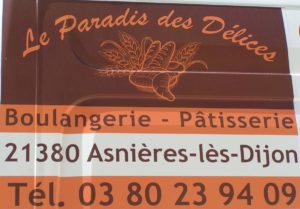 Le Paradis des Délices
Boulangerie - Pâtisserie
21380 Asnières-lès-Dijon
Tél. 03 80 23 94 09